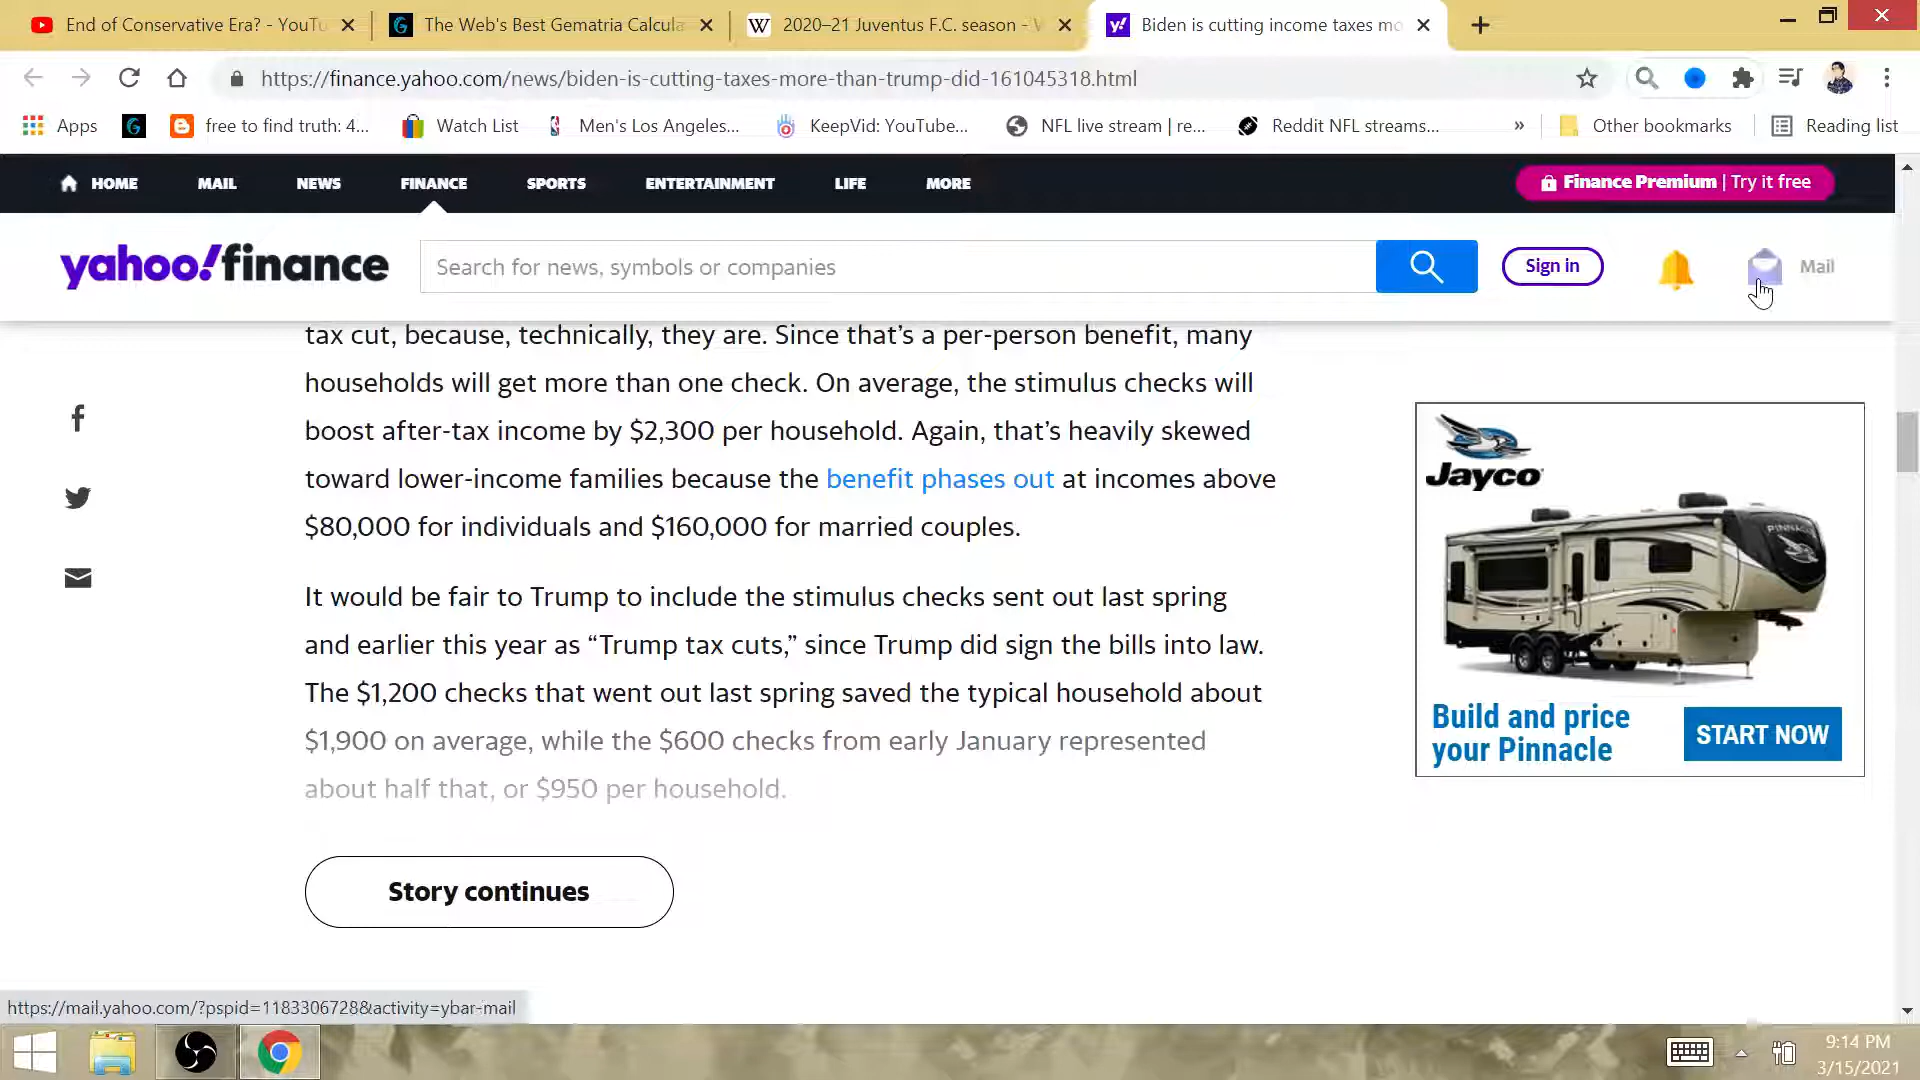 End of Conservative Era? - YouTu
The Web's Best Gematria Calcula
2020–21 Juventus F.C. season - W
Biden is cutting income taxes mo
https://finance.yahoo.com/news/biden-is-cutting-taxes-more-than-trump-did-161045318.html
Apps
free to find truth: 4...
Watch List
Men's Los Angeles...
KeepVid: YouTube...
NFL live stream | re...
Reddit NFL streams...
»
Other bookmarks
Reading list
HOME
MAIL
NEWS
FINANCE
SPORTS
ENTERTAINMENT
LIFE
MORE
Finance Premium | Try it free
yahoo!finance
Search for news, symbols or companies
Sign in
Mail
tax cut, because, technically, they are. Since that’s a per-person benefit, many
households will get more than one check. On average, the stimulus checks will
boost after-tax income by $2,300 per household. Again, that’s heavily skewed
toward lower-income families because the benefit phases out at incomes above
$80,000 for individuals and $160,000 for married couples.
It would be fair to Trump to include the stimulus checks sent out last spring
and earlier this year as “Trump tax cuts,” since Trump did sign the bills into law.
The $1,200 checks that went out last spring saved the typical household about
$1,900 on average, while the $600 checks from early January represented
about half that, or $950 per household.
Story continues
Jayco
PINNACLE
Build and price
your Pinnacle
START NOW
https://mail.yahoo.com/?pspid=1183306728&activity=ybar-mail
9:14 PM
3/15/2021